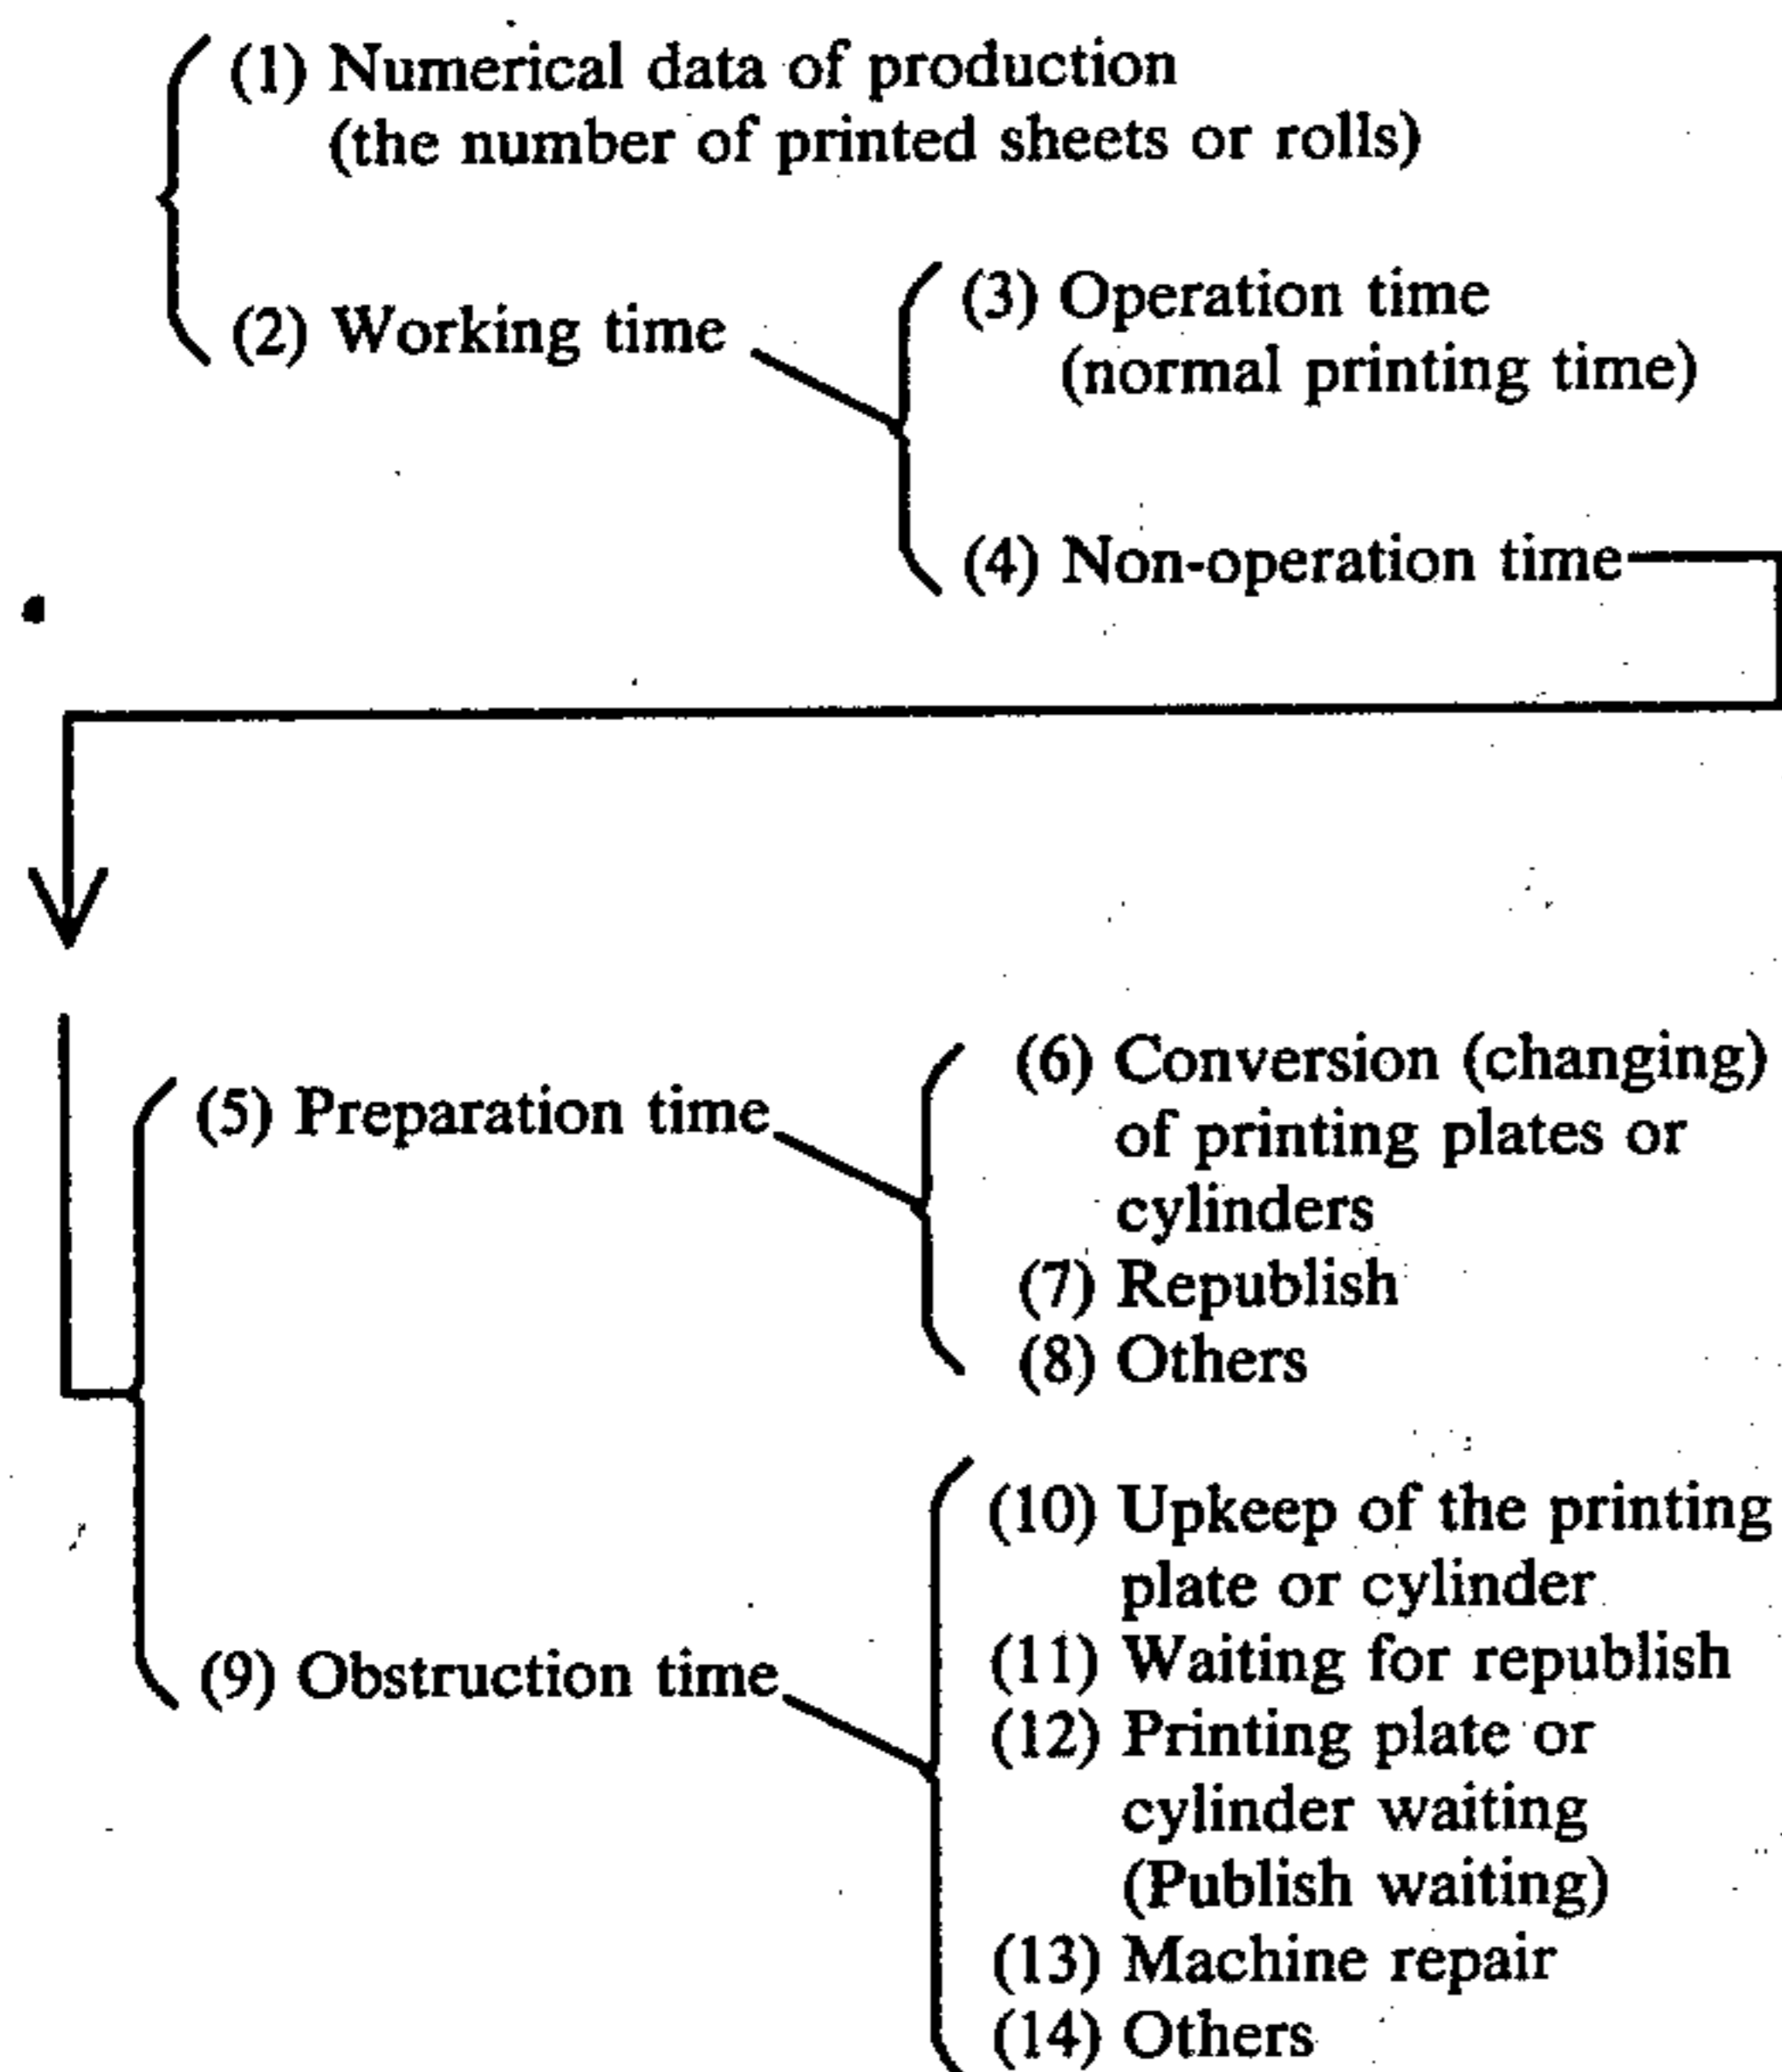 (1) Numerical data of production
(the number of printed sheets or rolls)
(2) Working time
(3) Operation time
(normal printing time)
(4) Non-operation time
(5) Preparation time
(6) Conversion (changing)
of printing plates or
cylinders
(7) Republish
(8) Others
(9) Obstruction time
(10) Upkeep of the printing
plate or cylinder
(11) Waiting for republish
(12) Printing plate or
cylinder waiting
(Publish waiting)
(13) Machine repair
(14) Others